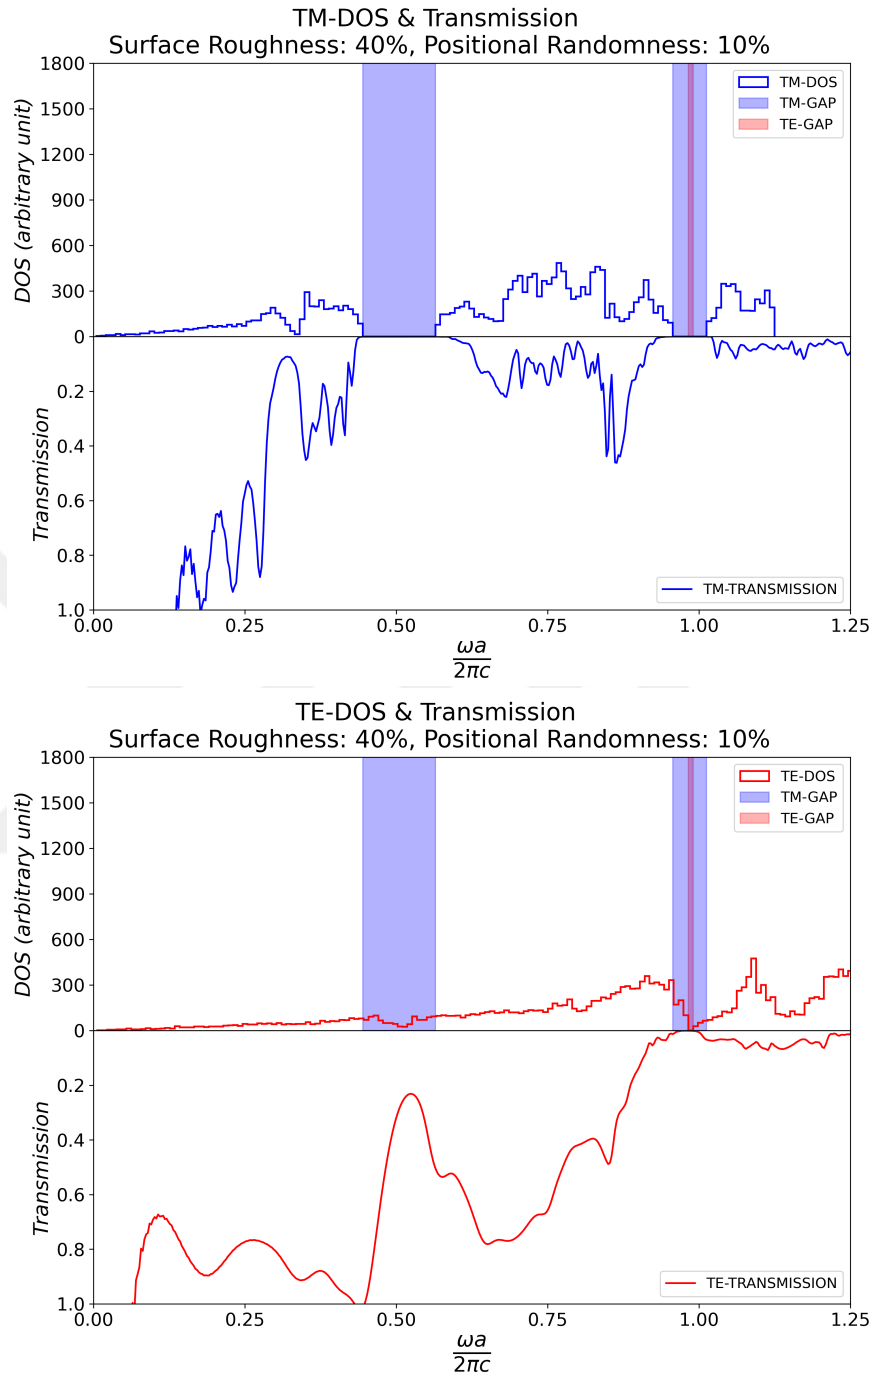 TM-DOS & Transmission
Surface Roughness: 40%, Positional Randomness: 10%
DOS (arbitrary unit)
1800
1500
1200
900
600
300
0
TM-DOS
TM-GAP
TE-GAP
Transmission
0.2
0.4
0.6
0.8
1.0
TM-TRANSMISSION
0.00 0.25 0.50 0.75 1.00 1.25
ωa
2πc
TE-DOS & Transmission
Surface Roughness: 40%, Positional Randomness: 10%
DOS (arbitrary unit)
1800
1500
1200
900
600
300
0
TE-DOS
TM-GAP
TE-GAP
Transmission
0.2
0.4
0.6
0.8
1.0
TE-TRANSMISSION
0.00 0.25 0.50 0.75 1.00 1.25
ωa
2πc